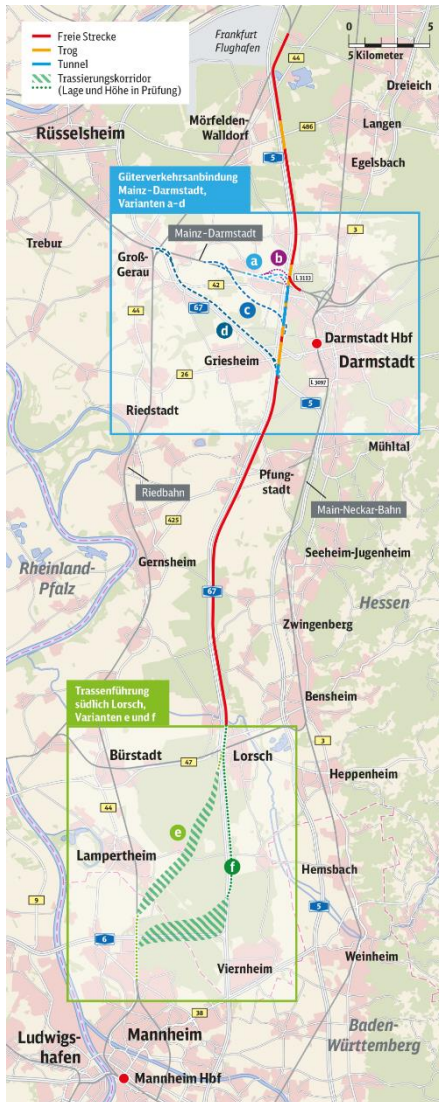 Freie Strecke
Trog
Tunnel
Trassierungskorridor
(Lage und Höhe in Prüfung)
Frankfurt
Flughafen
0 5
5 Kilometer
44
Dreieich
Mörfelden-
Walldorf
486
Langen
Rüsselsheim
5
Egelsbach
Güterverkehrsanbindung
Mainz–Darmstadt,
Varianten a–d
Trebur
Mainz-Darmstadt
3
Groß-
Gerau
a
b
L 3113
42
44
67
c
d
Darmstadt Hbf
Darmstadt
Griesheim
26
L 3097
5
Riedstadt
Mühltal
Pfung-
stadt
Riedbahn
Main-Neckar-Bahn
425
Seeheim-Jugenheim
Gernsheim
Rheinland-
Pfalz
67
Hessen
Zwingenberg
Trassenführung
südlich Lorsch,
Varianten e und f
Bensheim
Bürstadt
47
Lorsch
3
Heppenheim
44
e
Lampertheim
f
Hemsbach
9
5
6
Viernheim
Weinheim
38
Ludwigs-
hafen
Mannheim
Baden-
Württemberg
Mannheim Hbf